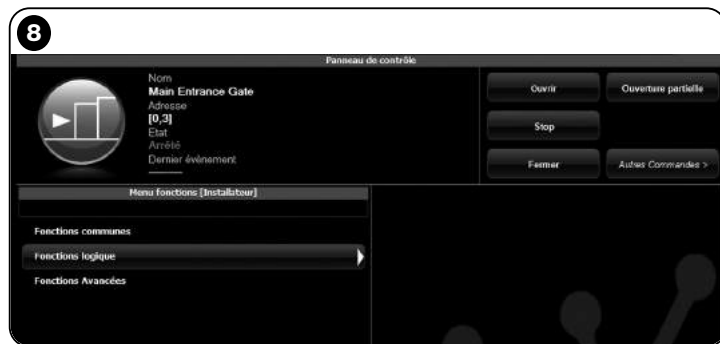 8
Panneau de contrôle
Nom
Main Entrance Gate
Adresse
[0,3]
Etat
Arrêté
Dernier évènement
Ouvrir
Ouverture partielle
Stop
Fermer
Autres Commandes >
Menu fonctions [Installateur]
Fonctions communes
Fonctions logique
Fonctions Avancées